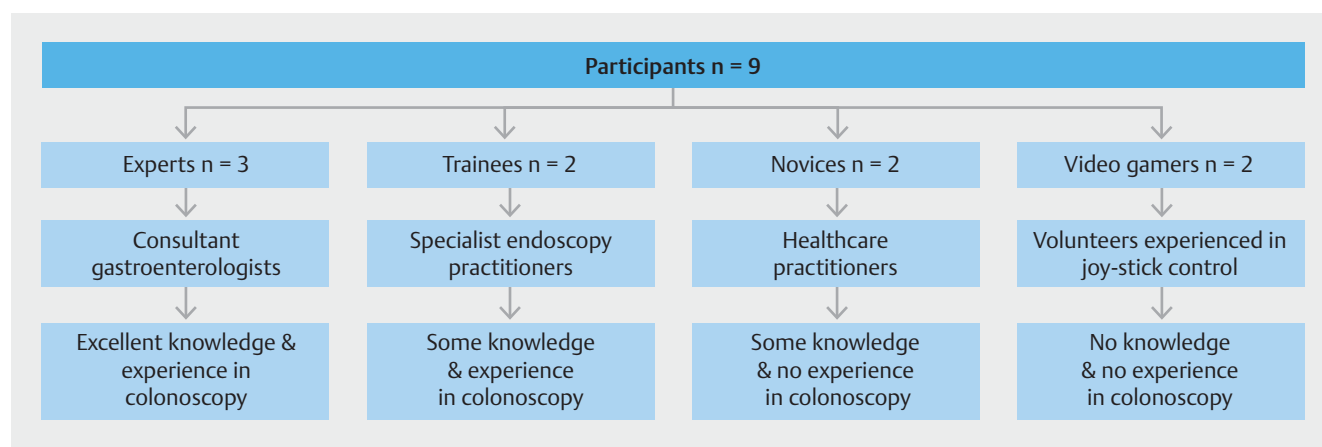 Participants n = 9
Experts n = 3
Trainees n = 2
Novices n = 2
Video gamers n = 2
Consultant
gastroenterologists
Specialist endoscopy
practitioners
Healthcare
practitioners
Volunteers experienced in
joy-stick control
Excellent knowledge &
experience in
colonoscopy
Some knowledge
& experience
in colonoscopy
Some knowledge
& no experience
in colonoscopy
No knowledge
& no experience
in colonoscopy